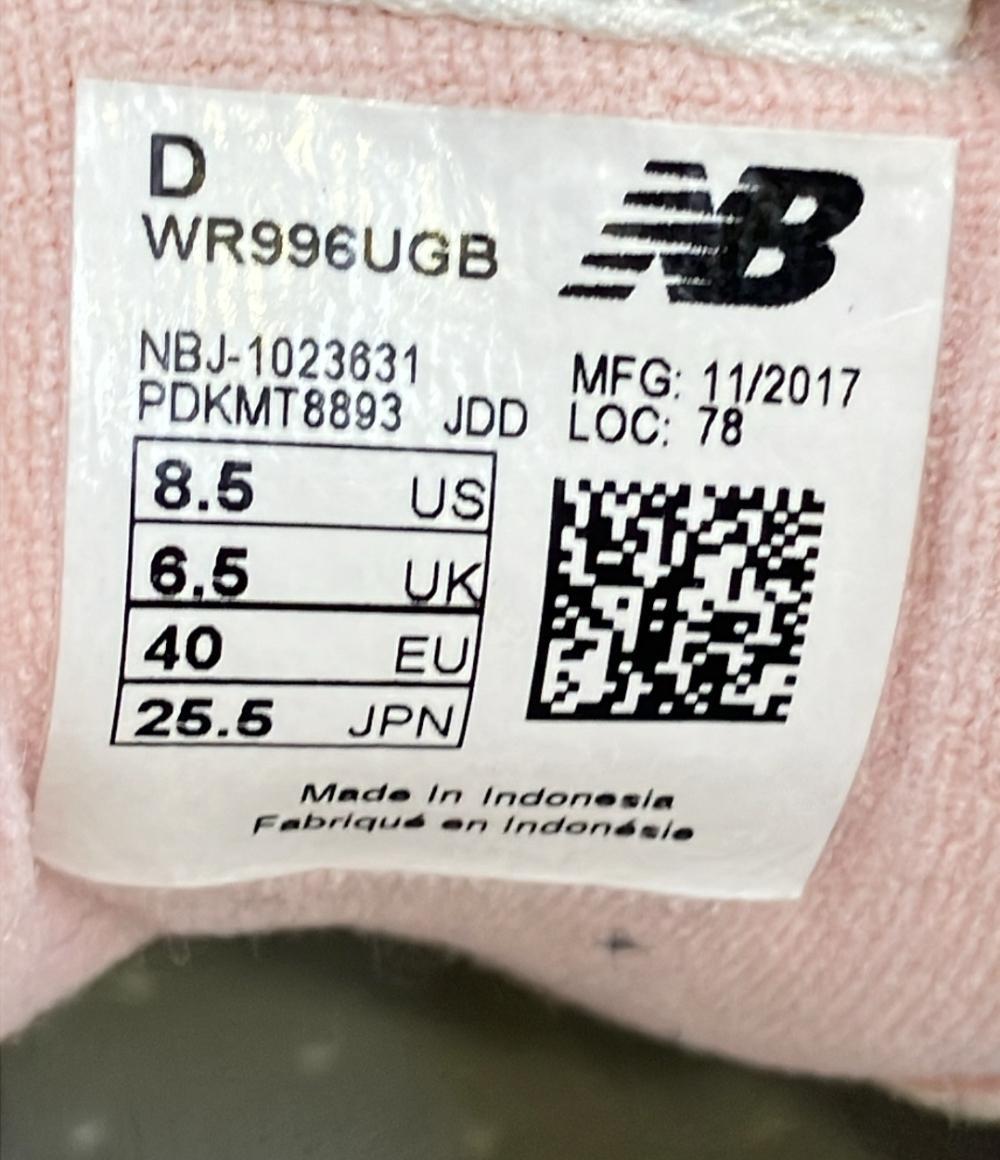 D
WR996UGB
NB
NBJ-1023631
PDKMT8893 JDD
MFG: 11/2017
LOC: 78
8.5 US
6.5 UK
40 EU
25.5 JPN
Made in Indonesia
Fabriqué en Indonésie